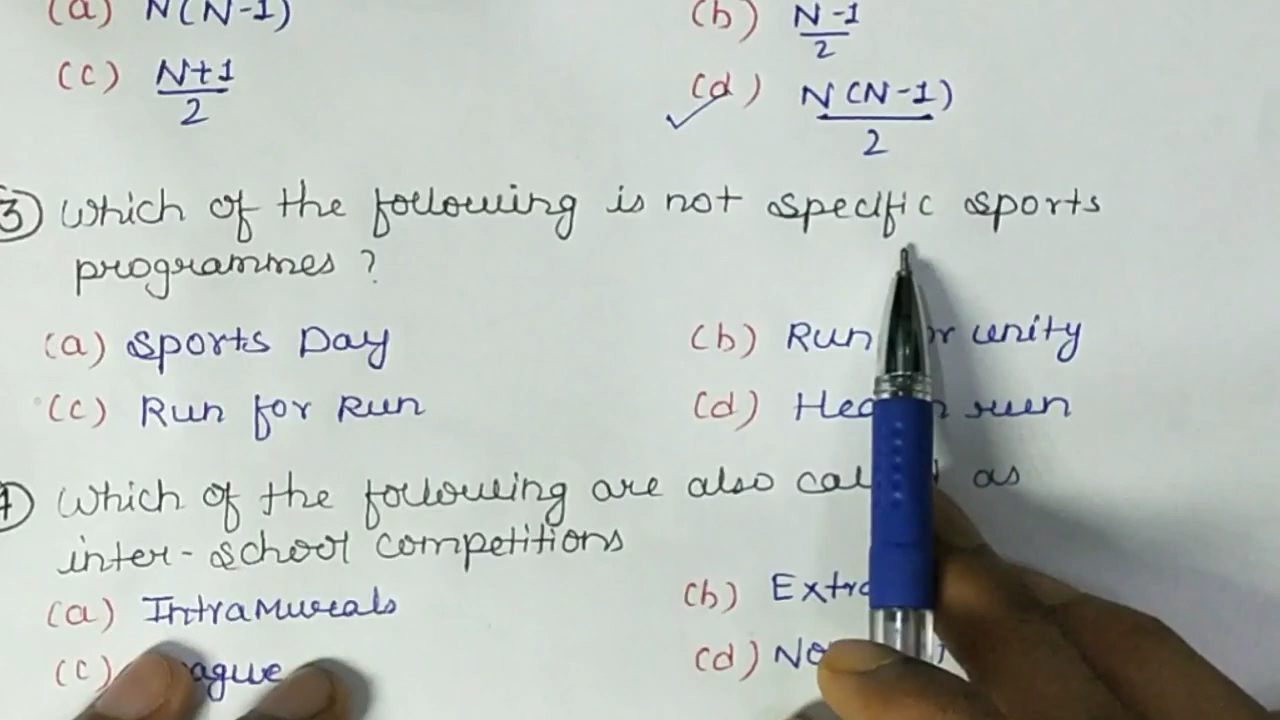 (a) N(N-1) (b) N-1/2
(c) N+1/2 (d) N(N-1)/2
3 Which of the following is not specific sports
programmes ?
(a) Sports Day (b) Run unity
(c) Run for Run (d) run
Which of the following are also as
inter-School competitions
(a) IntraMurals (b)
(c) (d)